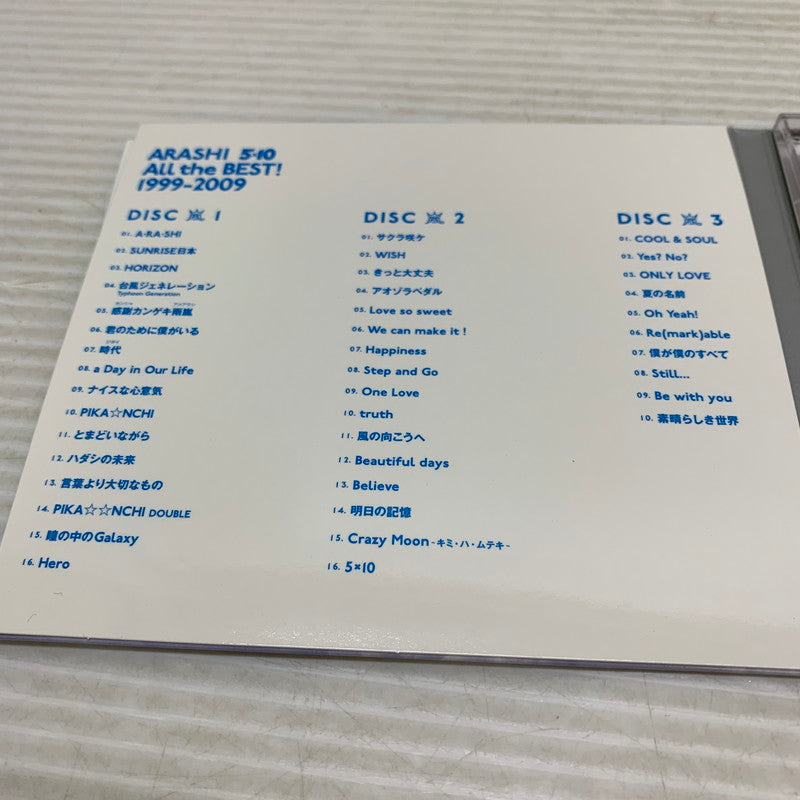 ARASHI 5·10
All the BEST!
1999-2009
DISC 嵐 1
01. A·RA·SHI
02. SUNRISE日本
03. HORIZON
04. 台風ジェネレーション
Typhoon Generation
05. 感謝カンゲキ雨嵐
06. 君のために僕がいる
07. 時代
08. a Day in Our Life
09. ナイスな心意気
10. PIKA☆NCHI
11. とまどいながら
12. ハダシの未来
13. 言葉より大切なもの
14. PIKA☆☆NCHI DOUBLE
15. 瞳の中のGalaxy
16. Hero
DISC 嵐 2
01. サクラ咲ケ
02. WISH
03. きっと大丈夫
04. アオゾラペダル
05. Love so sweet
06. We can make it !
07. Happiness
08. Step and Go
09. One Love
10. truth
11. 風の向こうへ
12. Beautiful days
13. Believe
14. 明日の記憶
15. Crazy Moon~キミ・ハ・ムテキ~
16. 5×10
DISC 嵐 3
01. COOL & SOUL
02. Yes? No?
03. ONLY LOVE
04. 夏の名前
05. Oh Yeah!
06. Re(mark)able
07. 僕が僕のすべて
08. Still...
09. Be with you
10. 素晴らしき世界